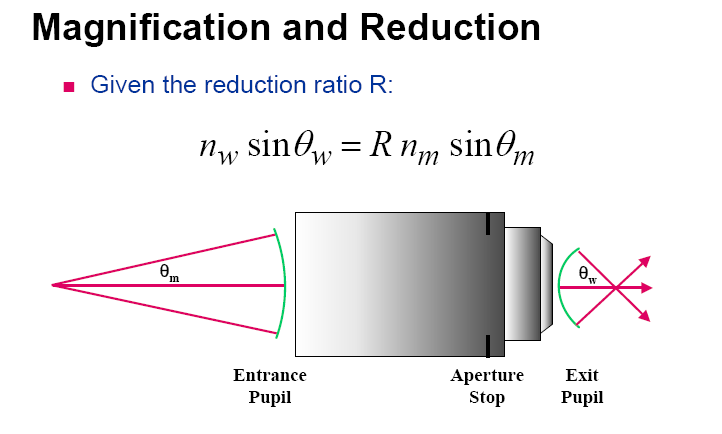 Magnification and Reduction
Given the reduction ratio R:
n_w sinθ_w = R n_m sinθ_m
θ_m
θ_w
Entrance
Pupil
Aperture
Stop
Exit
Pupil